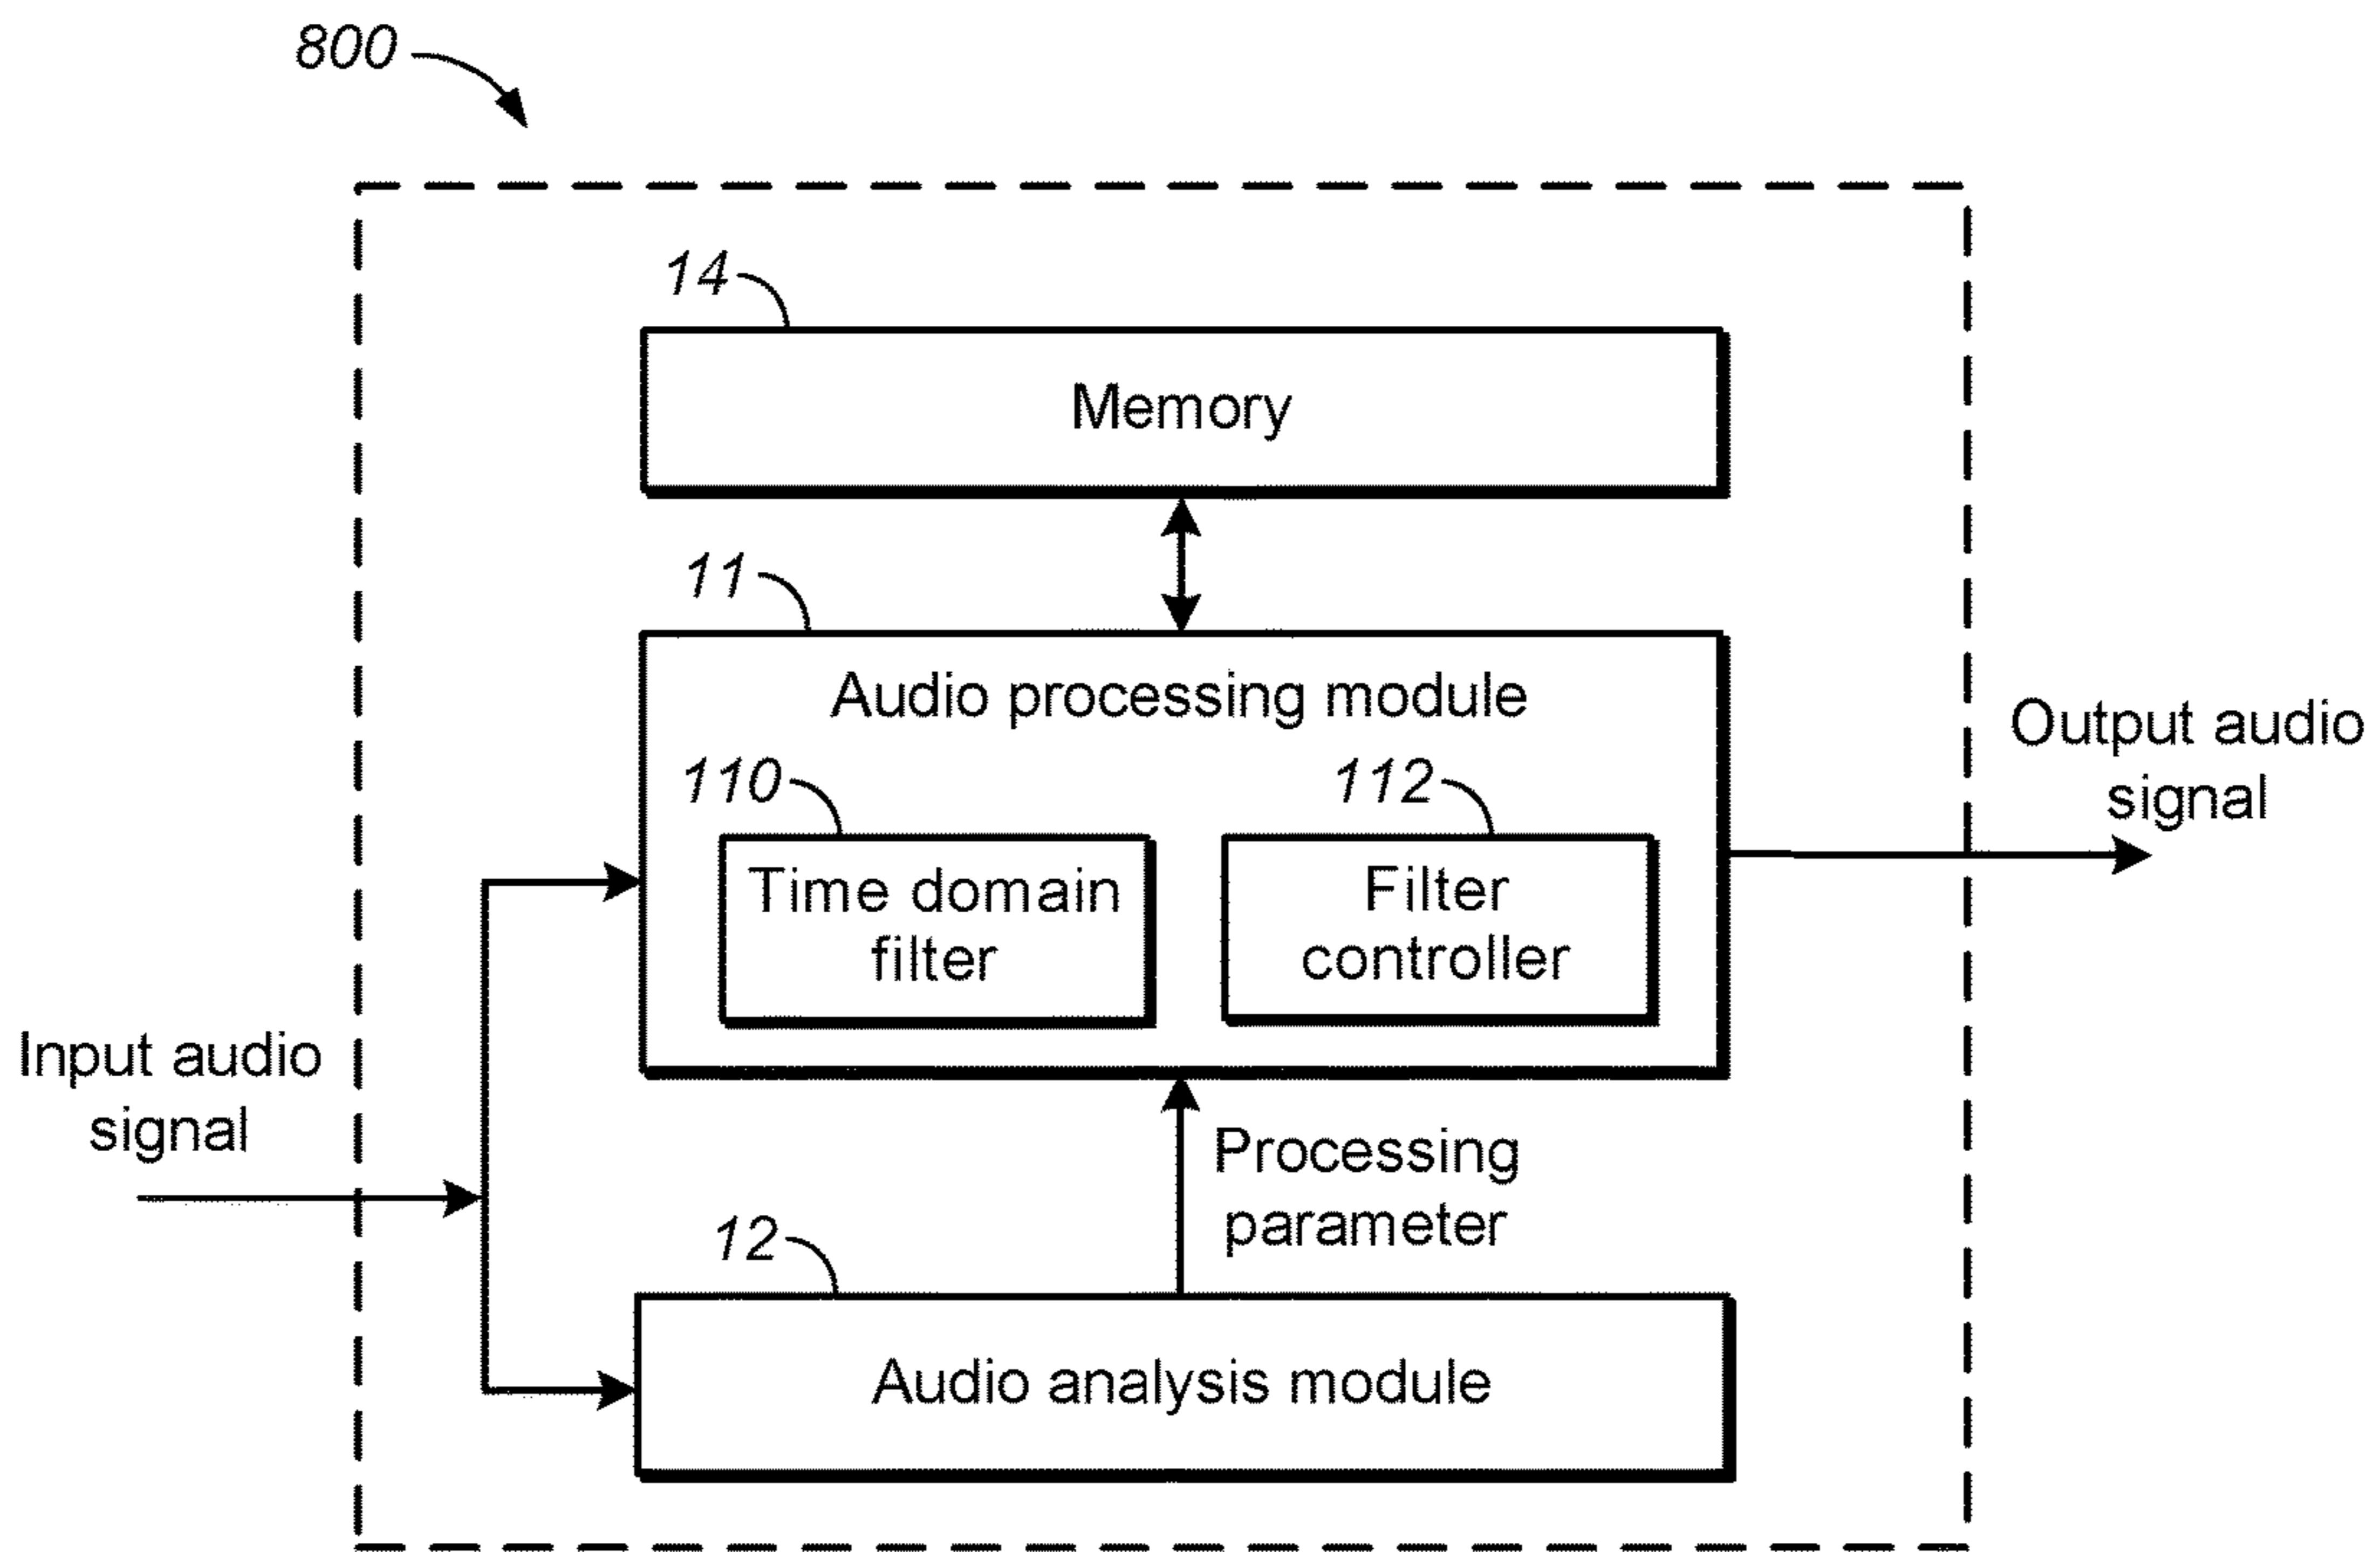 800
14
Memory
11
Audio processing module
110
112
Time domain
filter
Filter
controller
Output audio
signal
Input audio
signal
Processing
parameter
12
Audio analysis module